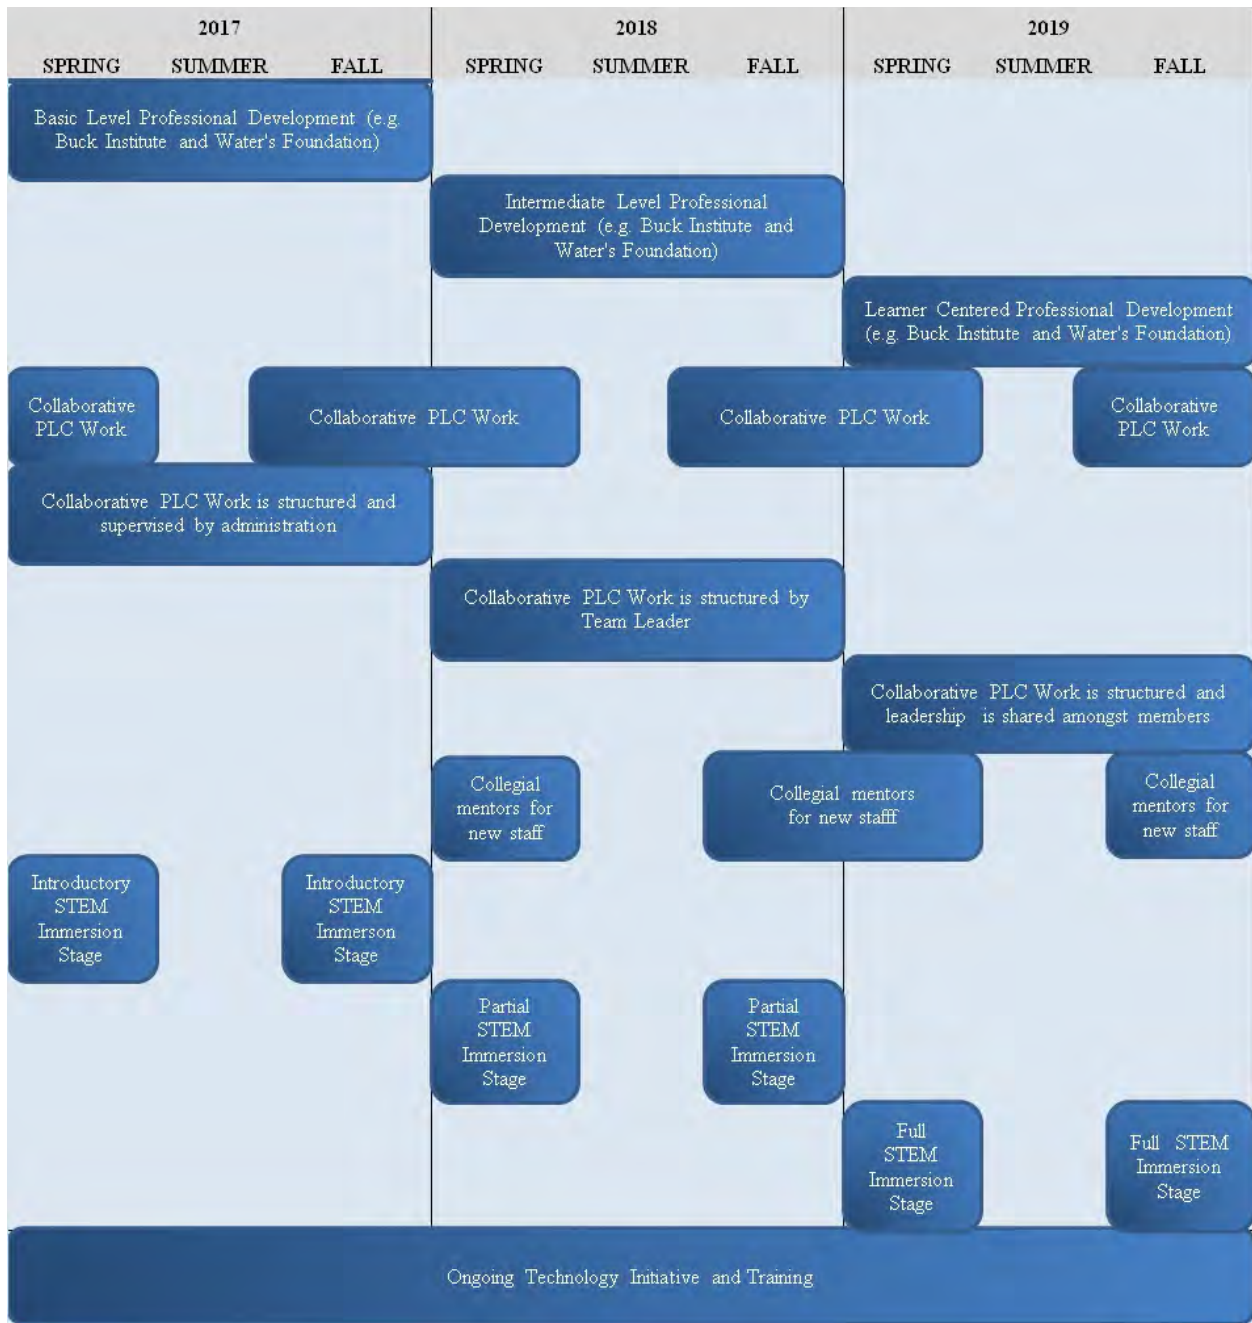 2017
2018
2019
SPRING SUMMER FALL SPRING SUMMER FALL SPRING SUMMER FALL
Basic Level Professional Development (e.g.
Buck Institute and Water's Foundation)
Intermediate Level Professional
Development (e.g. Buck Institute and
Water's Foundation)
Learner Centered Professional Development
(e.g. Buck Institute and Water's Foundation)
Collaborative
PLC Work
Collaborative PLC Work
Collaborative PLC Work
Collaborative
PLC Work
Collaborative PLC Work is structured and
supervised by administration
Collaborative PLC Work is structured by
Team Leader
Collaborative PLC Work is structured and
leadership is shared amongst members
Collegial
mentors for
new staff
Collegial mentors
for new stafff
Collegial
mentors for
new staff
Introductory
STEM
Immersion
Stage
Introductory
STEM
Immerson
Stage
Partial
STEM
Immersion
Stage
Partial
STEM
Immersion
Stage
Full
STEM
Immersion
Stage
Full STEM
Immersion
Stage
Ongoing Technology Initiative and Training